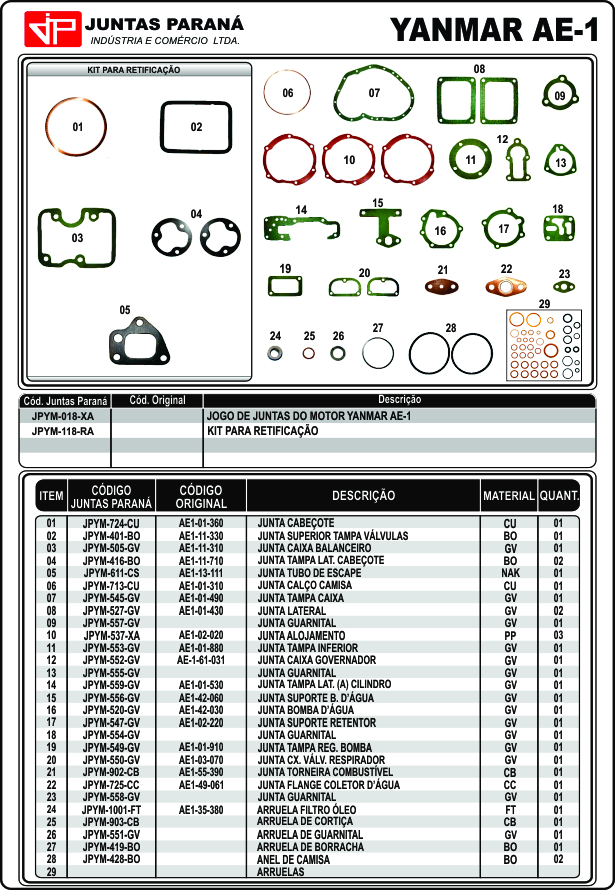 JP JUNTAS PARANÁ
INDÚSTRIA E COMÉRCIO LTDA.
YANMAR AE-1
KIT PARA RETIFICAÇÃO
01
02
03
04
05
06
07
08
09
10
11
12
13
14
15
16
17
18
19
20
21
22
23
24
25
26
27
28
29
Cód. Juntas Paraná Cód. Original Descrição
JPYM-018-XA JOGO DE JUNTAS DO MOTOR YANMAR AE-1
JPYM-118-RA KIT PARA RETIFICAÇÃO
ITEM CÓDIGO JUNTAS PARANÁ CÓDIGO ORIGINAL DESCRIÇÃO MATERIAL QUANT.
01 JPYM-724-CU AE1-01-360 JUNTA CABEÇOTE CU 01
02 JPYM-401-BO AE1-11-330 JUNTA SUPERIOR TAMPA VÁLVULAS BO 01
03 JPYM-505-GV AE1-11-310 JUNTA CAIXA BALANCEIRO GV 01
04 JPYM-416-BO AE1-11-710 JUNTA TAMPA LAT. CABEÇOTE BO 02
05 JPYM-611-CS AE1-13-111 JUNTA TUBO DE ESCAPE NAK 01
06 JPYM-713-CU AE1-01-310 JUNTA CALÇO CAMISA CU 01
07 JPYM-545-GV AE1-01-490 JUNTA TAMPA CAIXA GV 01
08 JPYM-527-GV AE1-01-430 JUNTA LATERAL GV 02
09 JPYM-557-GV JUNTA GUARNITAL GV 01
10 JPYM-537-XA AE1-02-020 JUNTA ALOJAMENTO PP 03
11 JPYM-553-GV AE1-01-880 JUNTA TAMPA INFERIOR GV 01
12 JPYM-552-GV AE-1-61-031 JUNTA CAIXA GOVERNADOR GV 01
13 JPYM-555-GV JUNTA GUARNITAL GV 01
14 JPYM-559-GV AE1-01-530 JUNTA TAMPA LAT. (A) CILINDRO GV 01
15 JPYM-556-GV AE1-42-060 JUNTA SUPORTE B. D'ÁGUA GV 01
16 JPYM-520-GV AE1-42-030 JUNTA BOMBA D'ÁGUA GV 01
17 JPYM-547-GV AE1-02-220 JUNTA SUPORTE RETENTOR GV 01
18 JPYM-554-GV JUNTA GUARNITAL GV 01
19 JPYM-549-GV AE1-01-910 JUNTA TAMPA REG. BOMBA GV 01
20 JPYM-550-GV AE1-03-070 JUNTA CX. VÁLV. RESPIRADOR GV 01
21 JPYM-902-CB AE1-55-390 JUNTA TORNEIRA COMBUSTÍVEL CB 01
22 JPYM-725-CC AE1-49-061 JUNTA FLANGE COLETOR D'ÁGUA CC 01
23 JPYM-558-GV JUNTA GUARNITAL GV 01
24 JPYM-1001-FT AE1-35-380 ARRUELA FILTRO ÓLEO FT 01
25 JPYM-903-CB ARRUELA DE CORTIÇA CB 01
26 JPYM-551-GV ARRUELA DE GUARNITAL GV 01
27 JPYM-419-BO ARRUELA DE BORRACHA BO 01
28 JPYM-428-BO ANEL DE CAMISA BO 02
29 ARRUELAS